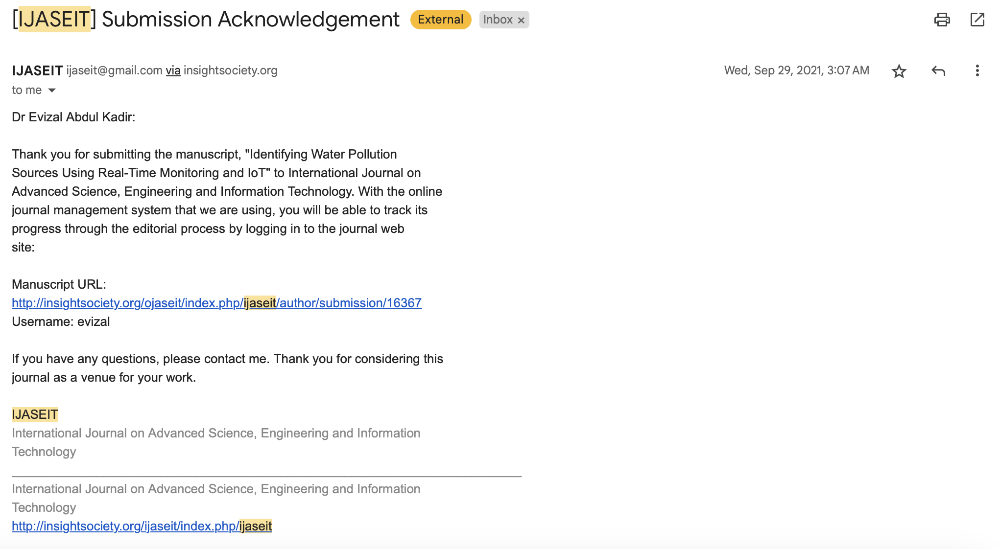 [IJASEIT] Submission Acknowledgement External Inbox ×
IJASEIT ijaseit@gmail.com via insightsociety.org Wed, Sep 29, 2021, 3:07 AM
to me
Dr Evizal Abdul Kadir:
Thank you for submitting the manuscript, "Identifying Water Pollution
Sources Using Real-Time Monitoring and IoT" to International Journal on
Advanced Science, Engineering and Information Technology. With the online
journal management system that we are using, you will be able to track its
progress through the editorial process by logging in to the journal web
site:
Manuscript URL:
http://insightsociety.org/ojaseit/index.php/ijaseit/author/submission/16367
Username: evizal
If you have any questions, please contact me. Thank you for considering this
journal as a venue for your work.
IJASEIT
International Journal on Advanced Science, Engineering and Information
Technology
________________________________________________________________________
International Journal on Advanced Science, Engineering and Information
Technology
http://insightsociety.org/ijaseit/index.php/ijaseit